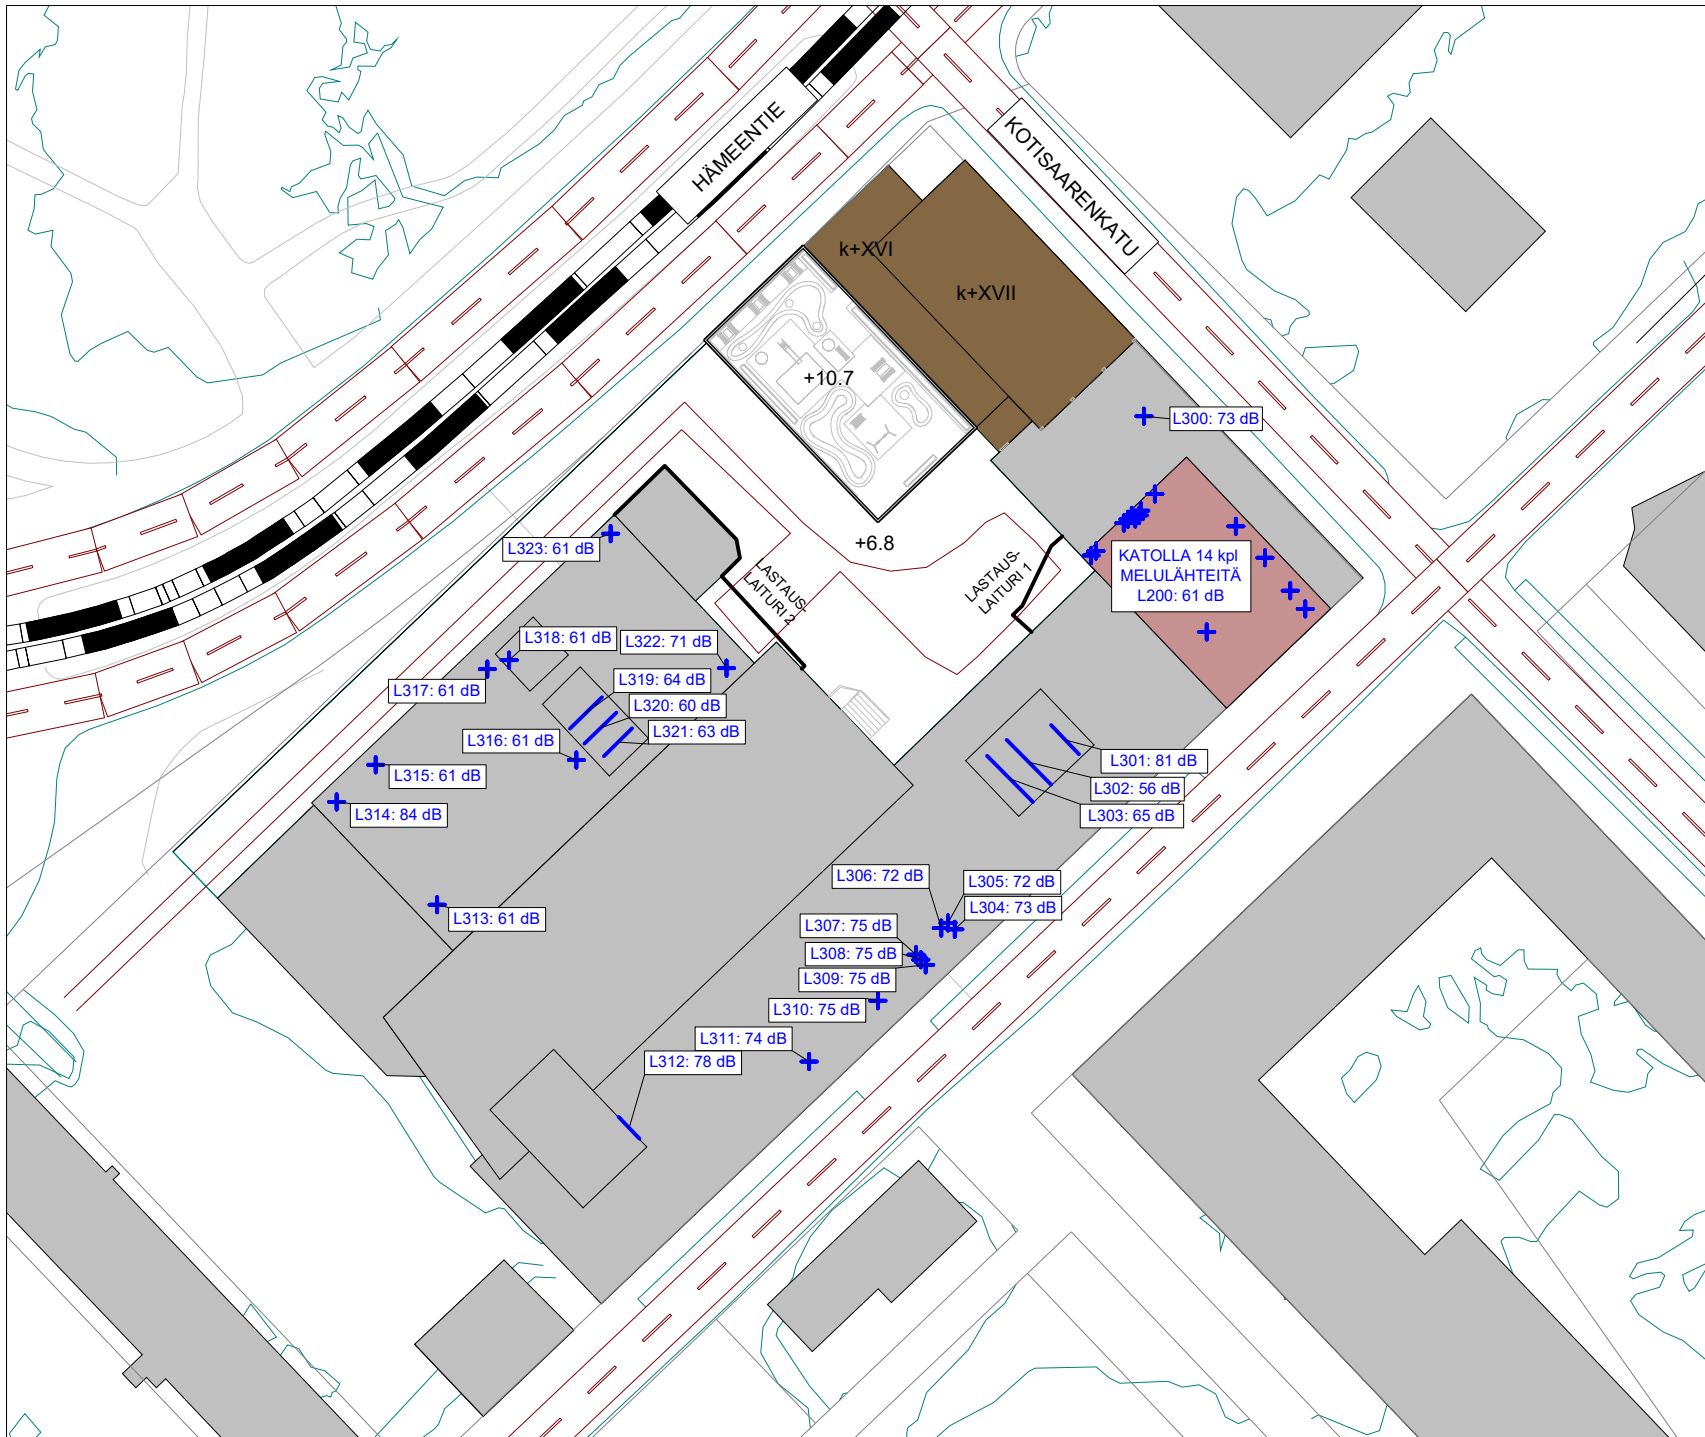 HÄMEENTIE
KOTISAARENKATU
k+XVI
k+XVII
+10.7
L300: 73 dB
+6.8
L323: 61 dB
LASTAUS-
LAITURI 2
LASTAUS-
LAITURI 1
KATOLLA 14 kpl
MELULÄHTEITÄ
L200: 61 dB
L318: 61 dB
L322: 71 dB
L317: 61 dB
L319: 64 dB
L320: 60 dB
L321: 63 dB
L316: 61 dB
L315: 61 dB
L314: 84 dB
L301: 81 dB
L302: 56 dB
L303: 65 dB
L306: 72 dB
L305: 72 dB
L304: 73 dB
L313: 61 dB
L307: 75 dB
L308: 75 dB
L309: 75 dB
L310: 75 dB
L311: 74 dB
L312: 78 dB